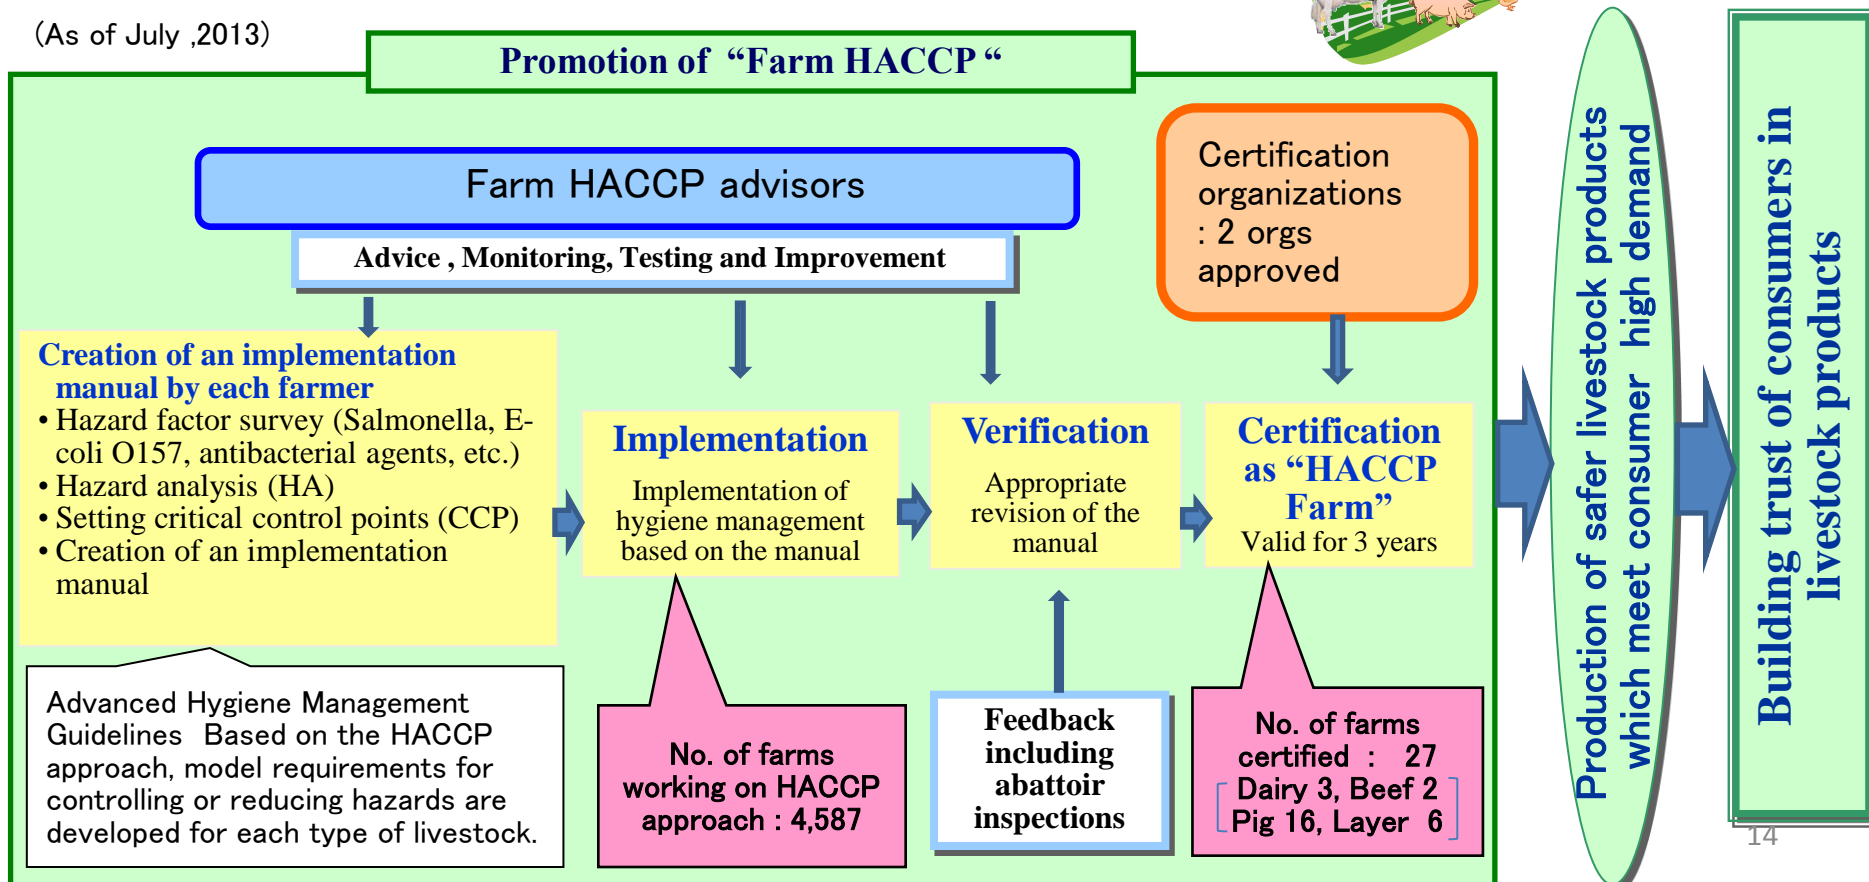 (As of July ,2013)
Promotion of “Farm HACCP “
Farm HACCP advisors
Advice , Monitoring, Testing and Improvement
Certification
organizations
: 2 orgs
approved
Creation of an implementation
manual by each farmer
• Hazard factor survey (Salmonella, E-
coli O157, antibacterial agents, etc.)
• Hazard analysis (HA)
• Setting critical control points (CCP)
• Creation of an implementation
manual
Implementation
Implementation of
hygiene management
based on the manual
Verification
Appropriate
revision of the
manual
Certification
as “HACCP
Farm”
Valid for 3 years
Advanced Hygiene Management
Guidelines Based on the HACCP
approach, model requirements for
controlling or reducing hazards are
developed for each type of livestock.
No. of farms
working on HACCP
approach : 4,587
Feedback
including
abattoir
inspections
No. of farms
certified : 27
Dairy 3, Beef 2
Pig 16, Layer 6
Production of safer livestock products
which meet consumer high demand
Building trust of consumers in
livestock products
14